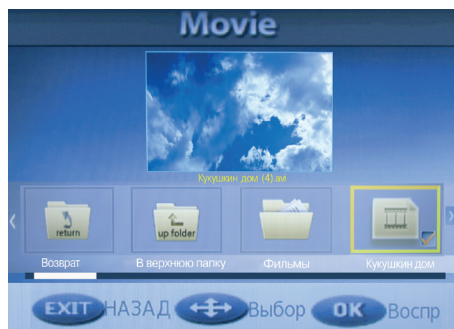 Movie
Кукушкин дом (4).avi
return
up folder
Возврат
В верхнюю папку
Фильмы
Кукушкин дом
EXIT НАЗАД Выбор OK Воспр